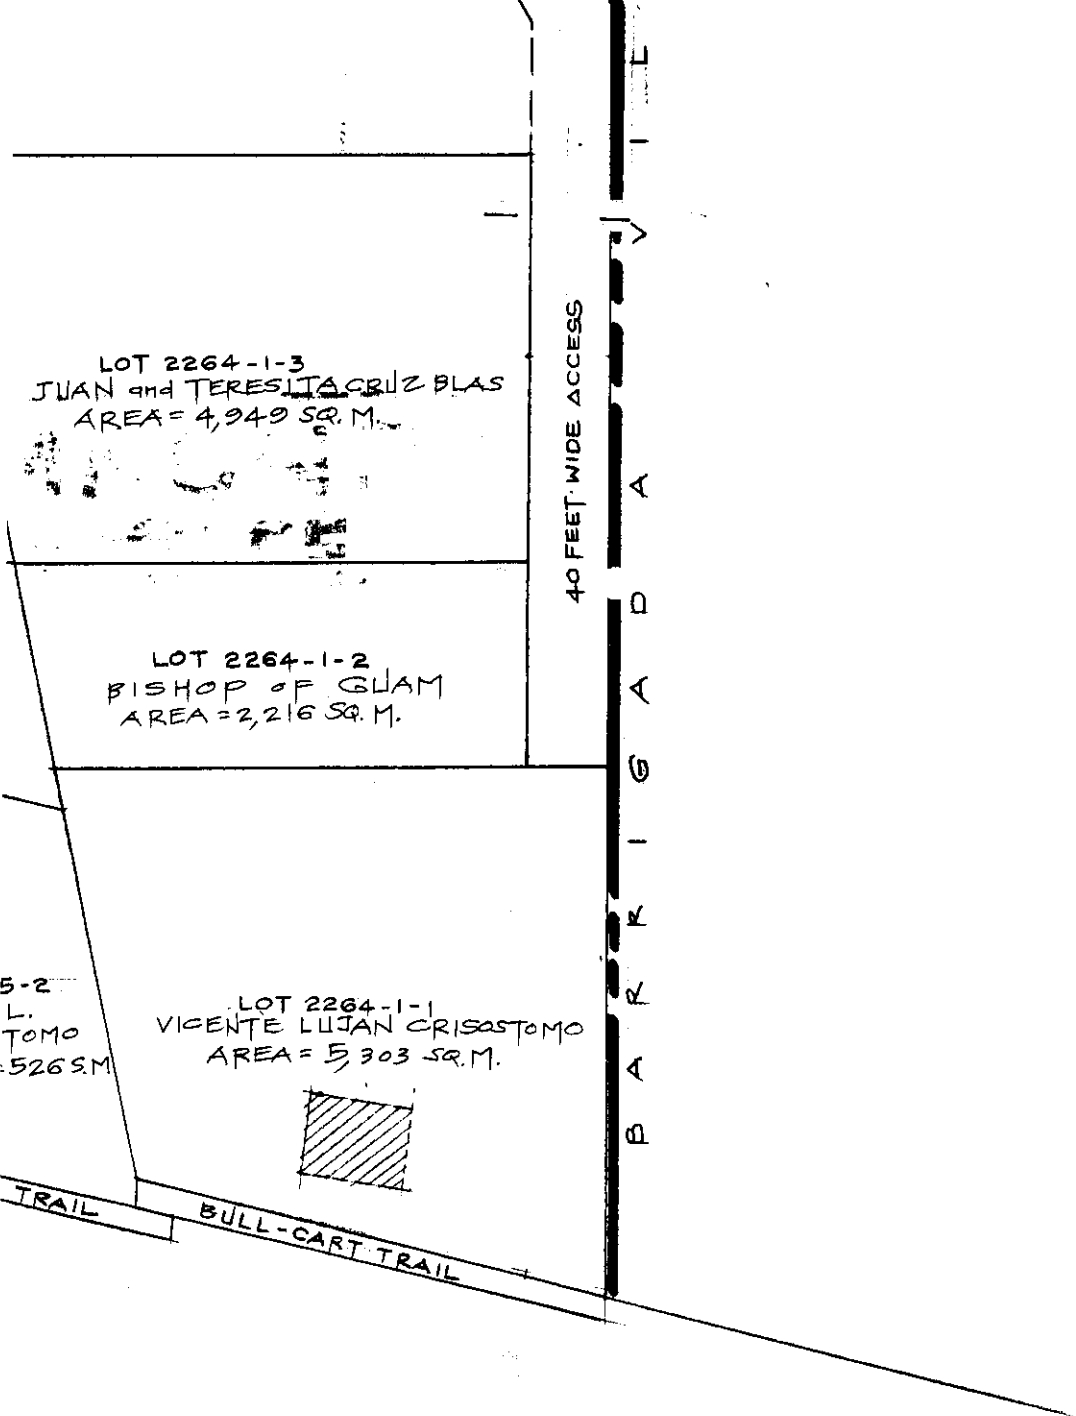 LOT 2264-1-3
JUAN and TERESITA CRUZ BLAS
AREA = 4,949 SQ. M.
40 FEET WIDE ACCESS
LOT 2264-1-2
BISHOP OF GUAM
AREA = 2,216 SQ. M.
5-2
L.
TOMO
=526 S.M
LOT 2264-1-1
VICENTE LUJAN CRISOSTOMO
AREA = 5,303 SQ. M.
TRAIL
BULL-CART TRAIL
BARRIGADA VIL